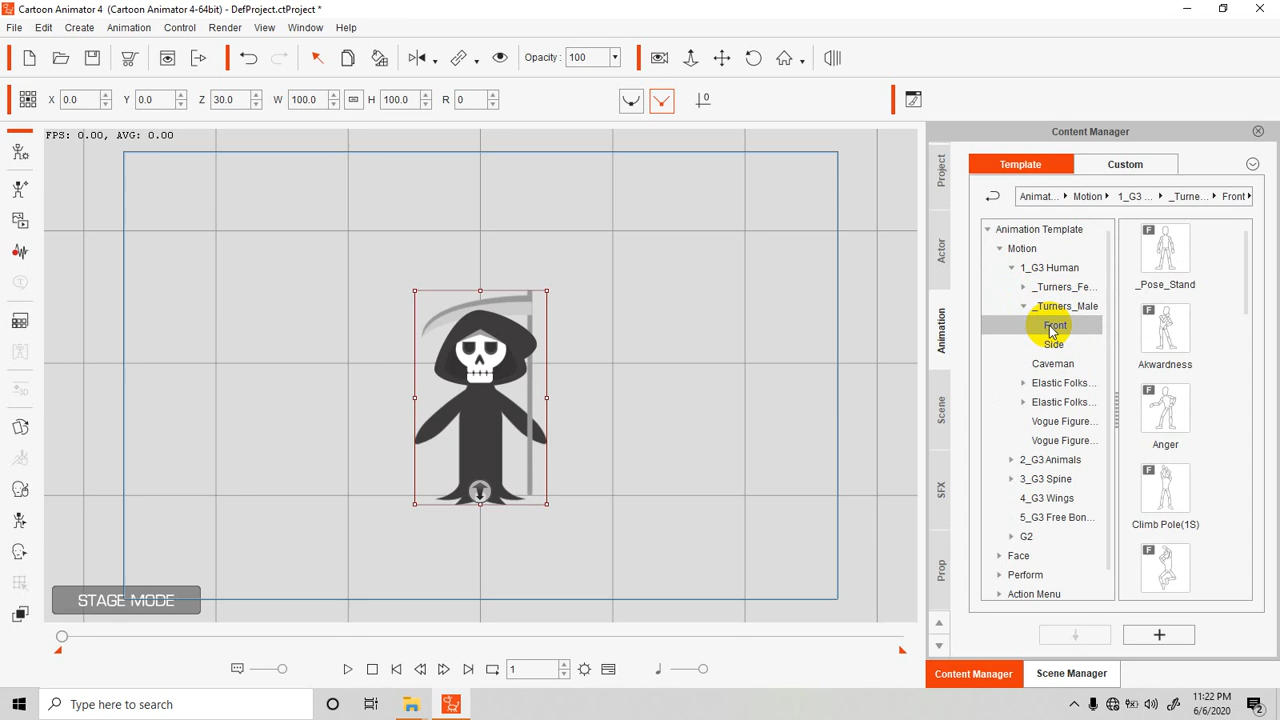 Cartoon Animator 4 (Cartoon Animator 4-64bit) - DefProject.ctProject *
File Edit Create Animation Control Render View Window Help
Opacity : 100
X 0.0 Y 0.0 Z 30.0 W 100.0 H 100.0 R 0
FPS: 0.00, AVG: 0.00
Content Manager
Template Custom
Animat... Motion 1_G3 ... _Turne... Front
Project
Actor
Animation
Scene
SFX
Prop
Animation Template
Motion
1_G3 Human
_Turners_Fe...
_Turners_Male
Front
Side
Caveman
Elastic Folks...
Elastic Folks...
Vogue Figure...
Vogue Figure...
2_G3 Animals
3_G3 Spine
4_G3 Wings
5_G3 Free Bon...
G2
Face
Perform
Action Menu
F
_Pose_Stand
F
Akwardness
F
Anger
F
Climb Pole(1S)
F
STAGE MODE
1
Content Manager Scene Manager
Type here to search
11:22 PM
6/6/2020
2